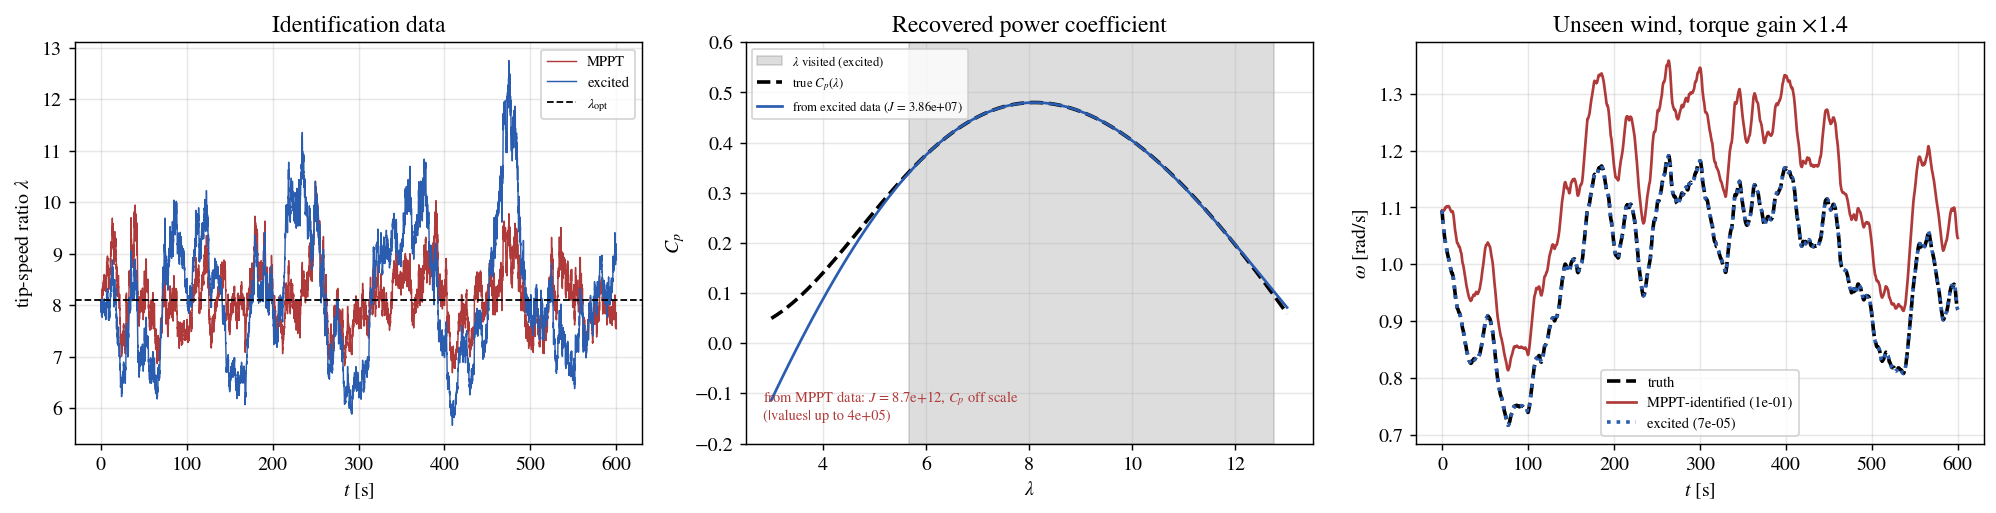 Identification data
13
12
11
10
9
8
7
6
0
100
200
300
400
500
600
tip-speed ratio λ
t [s]
MPPT
excited
λopt
Recovered power coefficient
0.6
0.5
0.4
0.3
0.2
0.1
0.0
−0.1
−0.2
4
6
8
10
12
Cp
λ
λ visited (excited)
true Cp(λ)
from excited data (J = 3.86e+07)
from MPPT data: J = 8.7e+12, Cp off scale
(|values| up to 4e+05)
Unseen wind, torque gain ×1.4
1.3
1.2
1.1
1.0
0.9
0.8
0.7
0
100
200
300
400
500
600
ω [rad/s]
t [s]
truth
MPPT-identified (1e-01)
excited (7e-05)